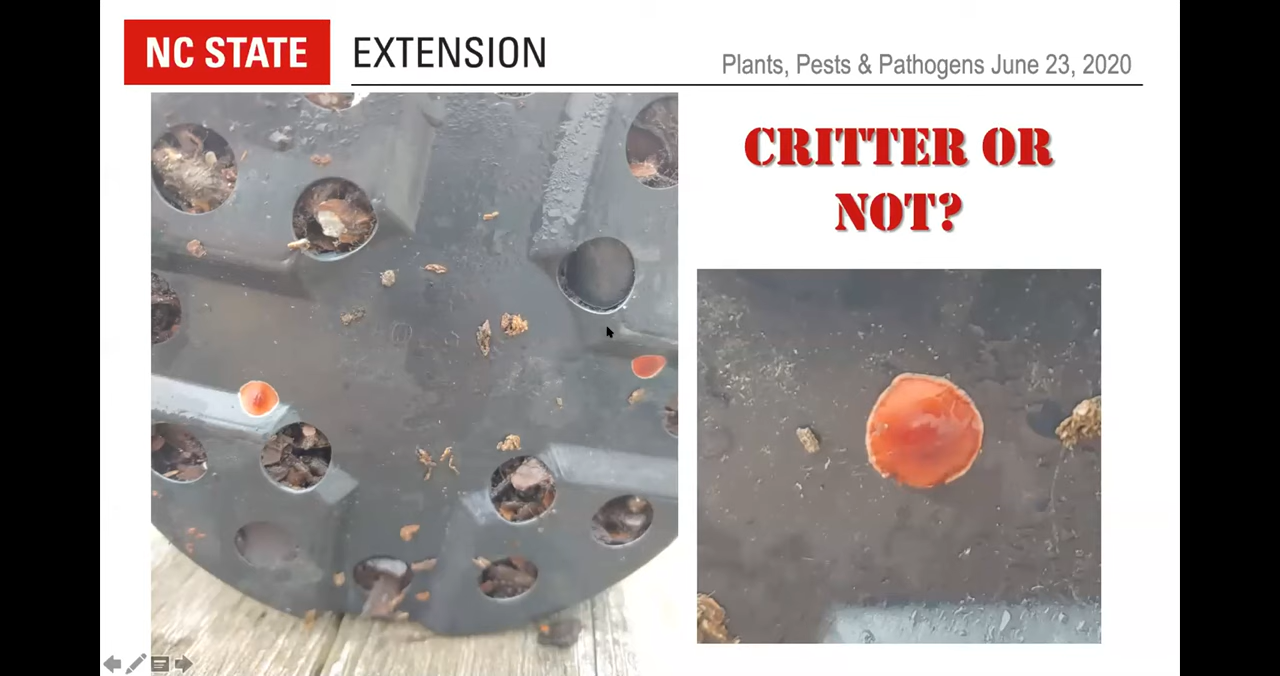 NC STATE EXTENSION
Plants, Pests & Pathogens June 23, 2020
CRITTER OR
NOT?